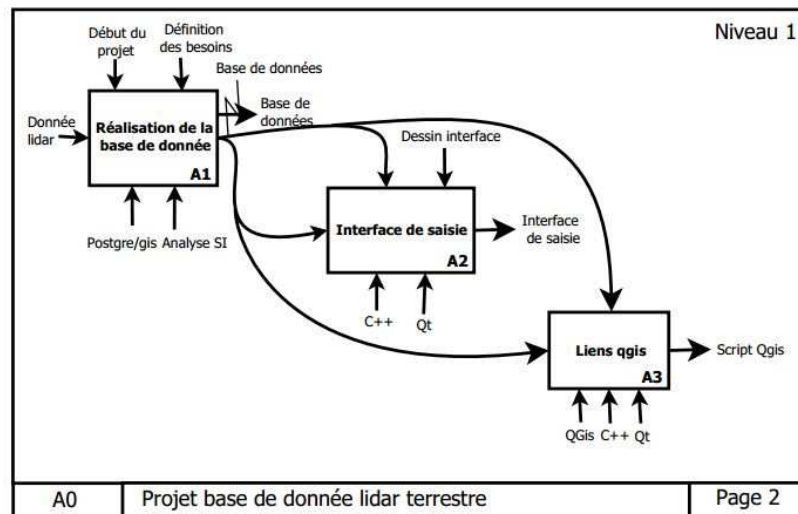 Niveau 1
Début du
projet
Définition
des besoins
Base de données
Donnée
lidar
Réalisation de la
base de donnée
A1
Base de
données
Postgre/gis
Analyse SI
Dessin interface
Interface de saisie
A2
Interface
de saisie
C++
Qt
Liens qgis
A3
Script Qgis
QGis
C++
Qt
A0
Projet base de donnée lidar terrestre
Page 2